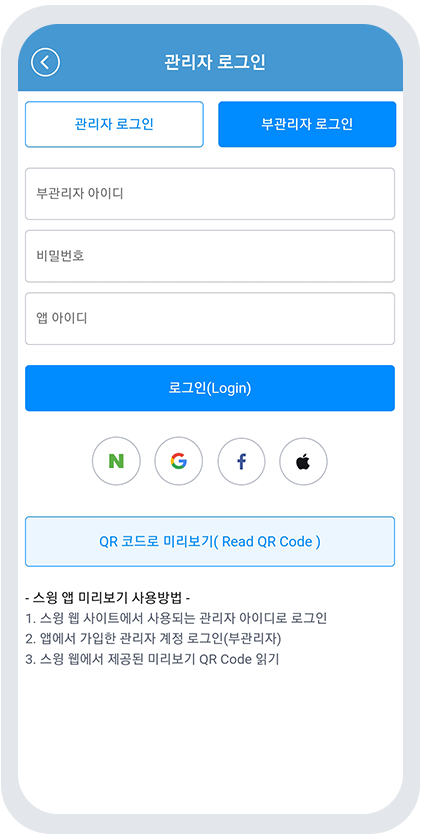 관리자 로그인
관리자 로그인
부관리자 로그인
부관리자 아이디
비밀번호
앱 아이디
로그인(Login)
N G f
QR 코드로 미리보기( Read QR Code )
- 스윙 앱 미리보기 사용방법 -
1. 스윙 웹 사이트에서 사용되는 관리자 아이디로 로그인
2. 앱에서 가입한 관리자 계정 로그인(부관리자)
3. 스윙 웹에서 제공된 미리보기 QR Code 읽기